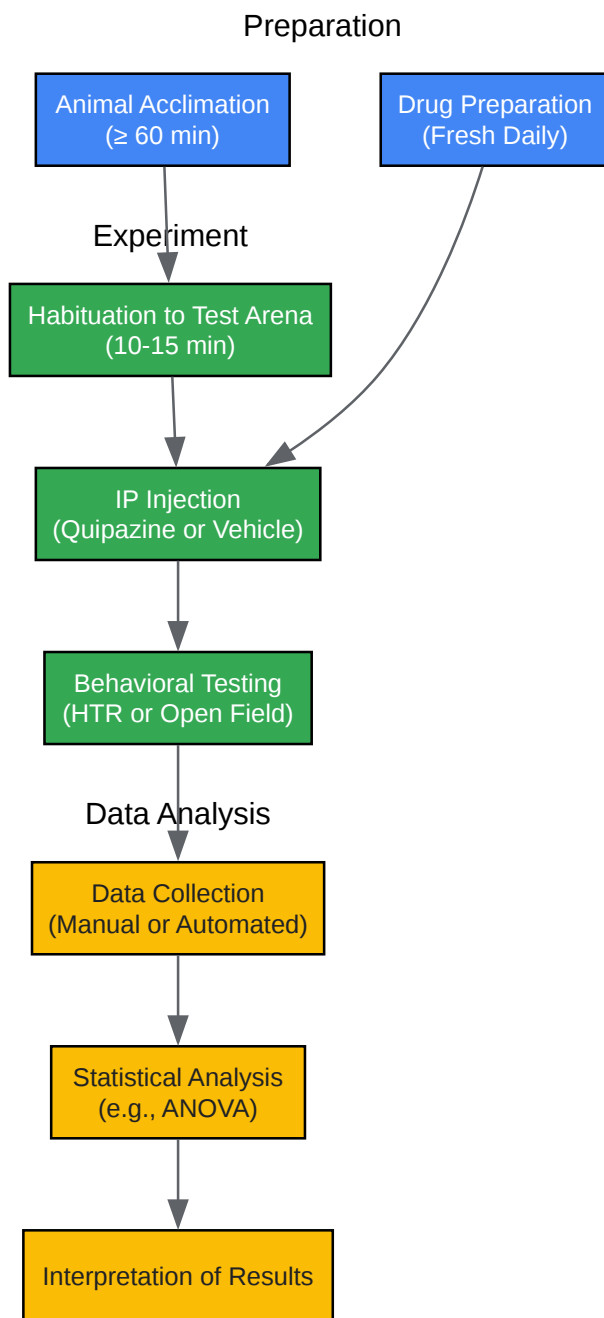 Preparation
Animal Acclimation
(≥ 60 min)
Drug Preparation
(Fresh Daily)
Experiment
Habituation to Test Arena
(10-15 min)
IP Injection
(Quipazine or Vehicle)
Behavioral Testing
(HTR or Open Field)
Data Analysis
Data Collection
(Manual or Automated)
Statistical Analysis
(e.g., ANOVA)
Interpretation of Results